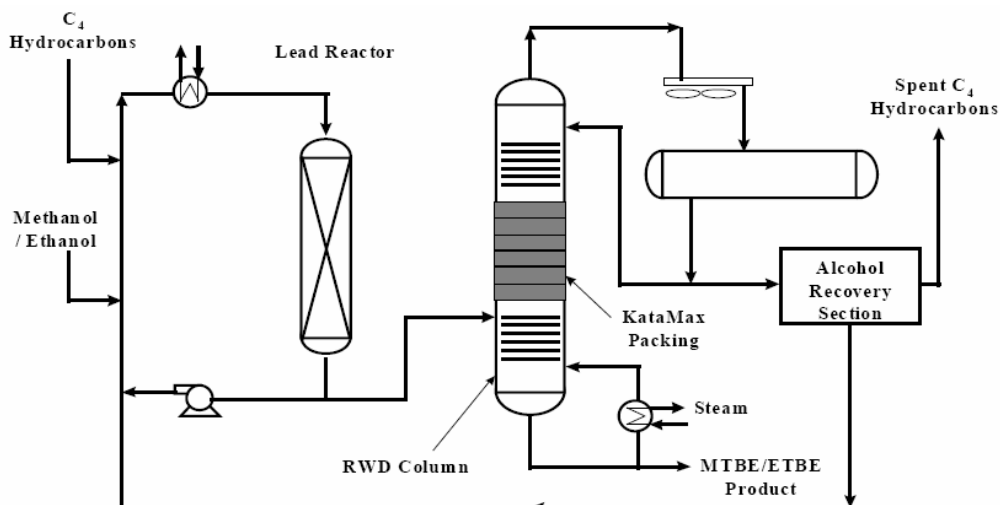 C4
Hydrocarbons
Lead Reactor
Spent C4
Hydrocarbons
Methanol
/ Ethanol
Alcohol
Recovery
Section
KataMax
Packing
Steam
RWD Column
MTBE/ETBE
Product